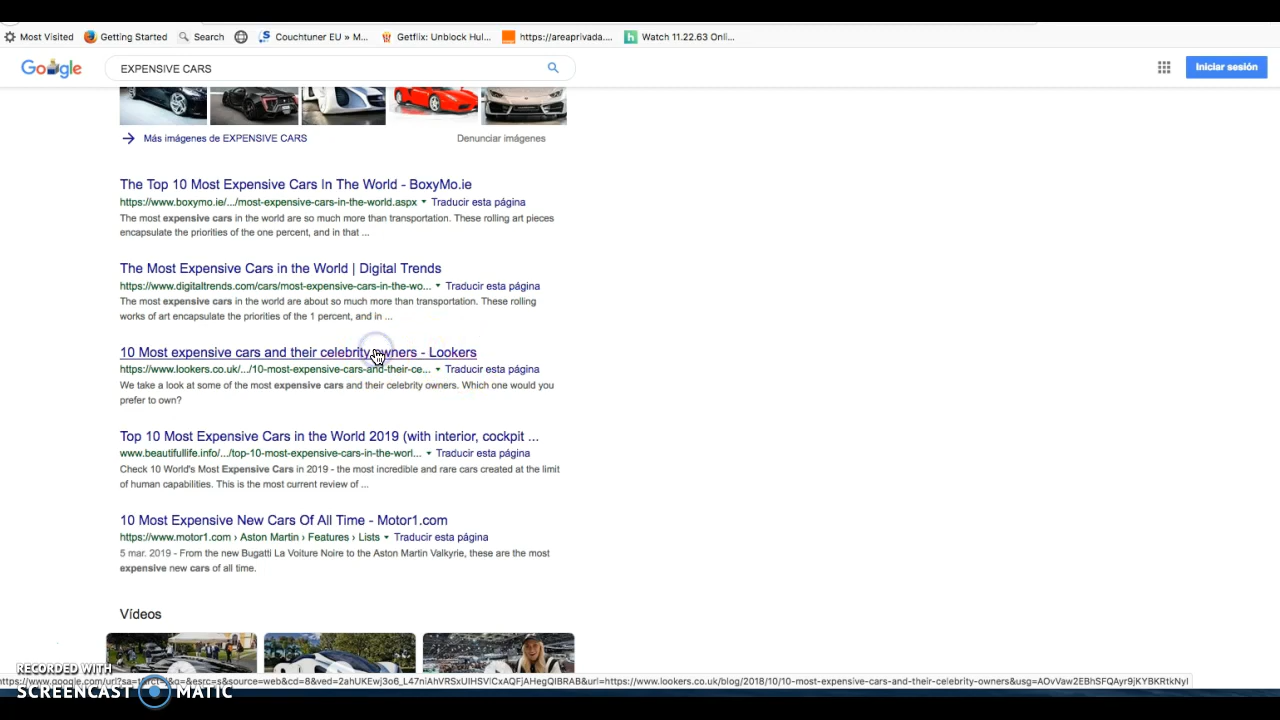 Most Visited Getting Started Search Couchtuner EU » M... Getflix: Unblock Hul... https://areaprivada.... Watch 11.22.63 Onli...
Google EXPENSIVE CARS Iniciar sesión
Más imágenes de EXPENSIVE CARS Denunciar imágenes
The Top 10 Most Expensive Cars In The World - BoxyMo.ie
https://www.boxymo.ie/.../most-expensive-cars-in-the-world.aspx Traducir esta página
The most expensive cars in the world are so much more than transportation. These rolling art pieces
encapsulate the priorities of the one percent, and in that ...
The Most Expensive Cars in the World | Digital Trends
https://www.digitaltrends.com/cars/most-expensive-cars-in-the-wo... Traducir esta página
The most expensive cars in the world are about so much more than transportation. These rolling
works of art encapsulate the priorities of the 1 percent, and in ...
10 Most expensive cars and their celebrity owners - Lookers
https://www.lookers.co.uk/.../10-most-expensive-cars-and-their-ce... Traducir esta página
We take a look at some of the most expensive cars and their celebrity owners. Which one would you
prefer to own?
Top 10 Most Expensive Cars in the World 2019 (with interior, cockpit ...
www.beautifullife.info/.../top-10-most-expensive-cars-in-the-worl... Traducir esta página
Check 10 World's Most Expensive Cars in 2019 - the most incredible and rare cars created at the limit
of human capabilities. This is the most current review of ...
10 Most Expensive New Cars Of All Time - Motor1.com
https://www.motor1.com › Aston Martin › Features › Lists Traducir esta página
5 mar. 2019 - From the new Bugatti La Voiture Noire to the Aston Martin Valkyrie, these are the most
expensive new cars of all time.
Vídeos
RECORDED WITH
SCREENCAST MATIC